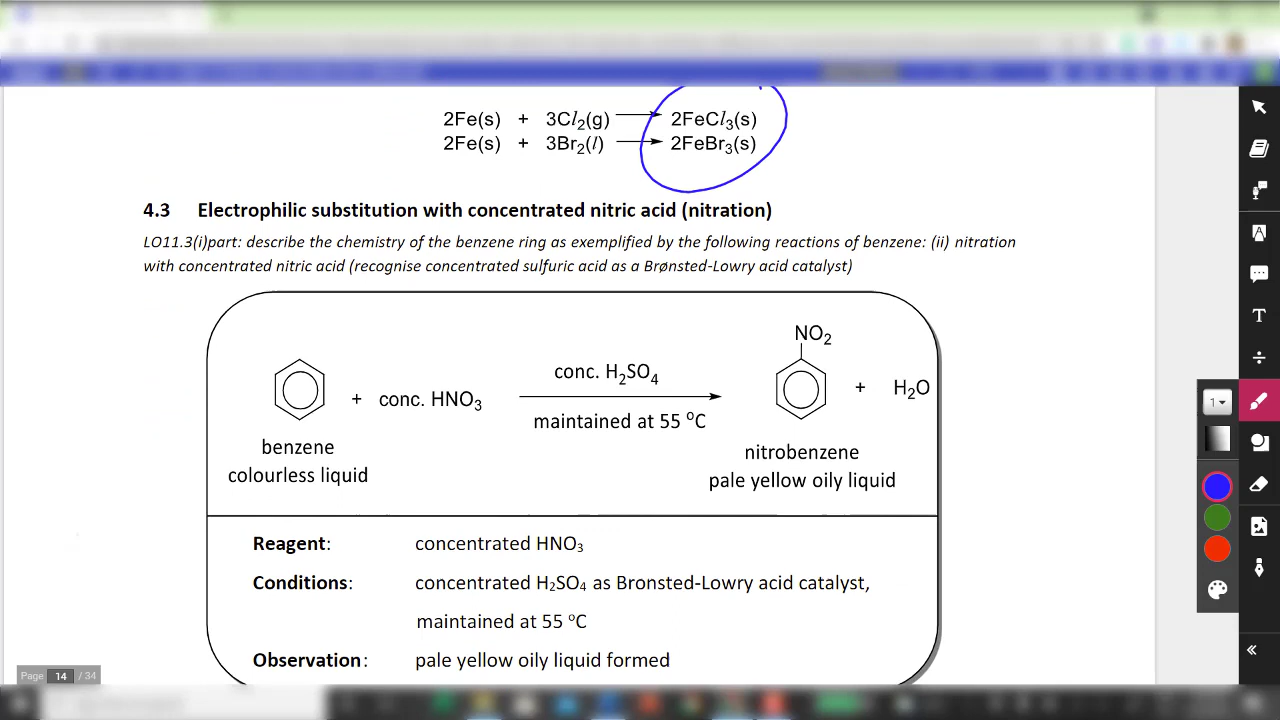 2Fe(s) + 3Cl₂(g) ⟶ 2FeCl₃(s)
2Fe(s) + 3Br₂(l) ⟶ 2FeBr₃(s)
4.3 Electrophilic substitution with concentrated nitric acid (nitration)
LO11.3(i)part: describe the chemistry of the benzene ring as exemplified by the following reactions of benzene: (ii) nitration
with concentrated nitric acid (recognise concentrated sulfuric acid as a Brønsted-Lowry acid catalyst)
NO₂
conc. H₂SO₄
+ conc. HNO₃
+ H₂O
maintained at 55 °C
benzene
colourless liquid
nitrobenzene
pale yellow oily liquid
Reagent: concentrated HNO₃
Conditions: concentrated H₂SO₄ as Bronsted-Lowry acid catalyst,
maintained at 55 °C
Observation: pale yellow oily liquid formed
Page 14 / 34
1
T